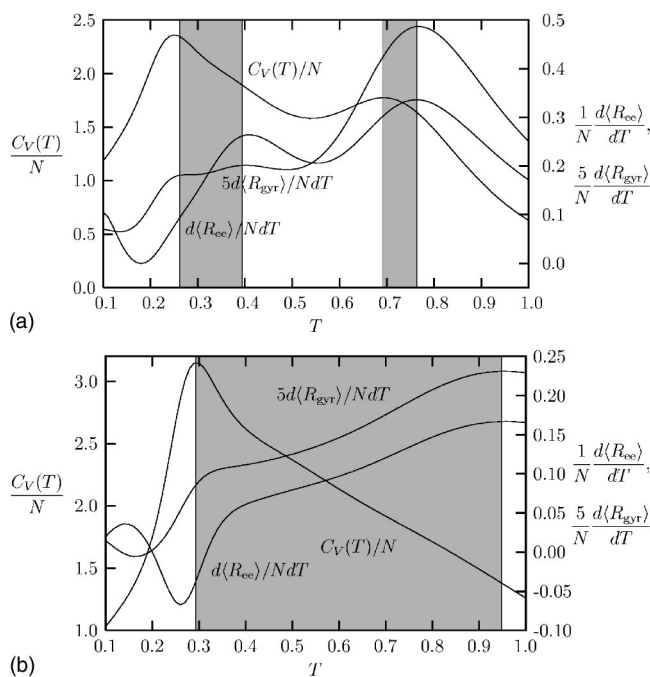 2.5
2.0
1.5
1.0
0.5
0.0
C_V(T)
N
C_V(T)/N
5d⟨R_gyr⟩/NdT
d⟨R_ee⟩/NdT
0.5
0.4
0.3
0.2
0.1
0.0
1 d⟨R_ee⟩
N dT ,
5 d⟨R_gyr⟩
N dT
0.1 0.2 0.3 0.4 0.5 0.6 0.7 0.8 0.9 1.0
T
(a)
3.0
2.5
2.0
1.5
1.0
C_V(T)
N
5d⟨R_gyr⟩/NdT
C_V(T)/N
d⟨R_ee⟩/NdT
0.25
0.20
0.15
0.10
0.05
0.00
-0.05
-0.10
1 d⟨R_ee⟩
N dT ,
5 d⟨R_gyr⟩
N dT
0.1 0.2 0.3 0.4 0.5 0.6 0.7 0.8 0.9 1.0
T
(b)